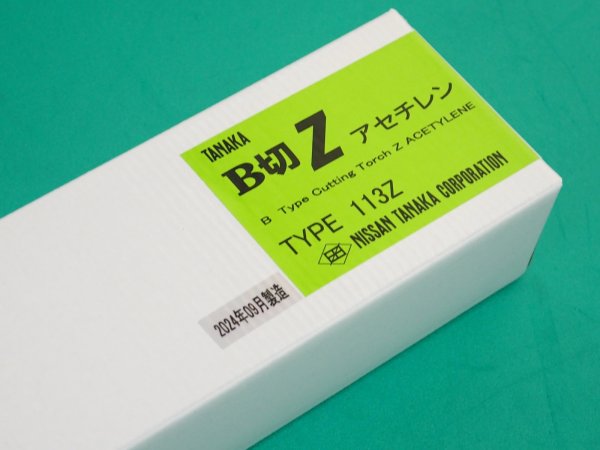 TANAKA
B切 Z アセチレン
B Type Cutting Torch Z ACETYLENE
TYPE 113Z
田 NISSAN TANAKA CORPORATION
2024年09月製造